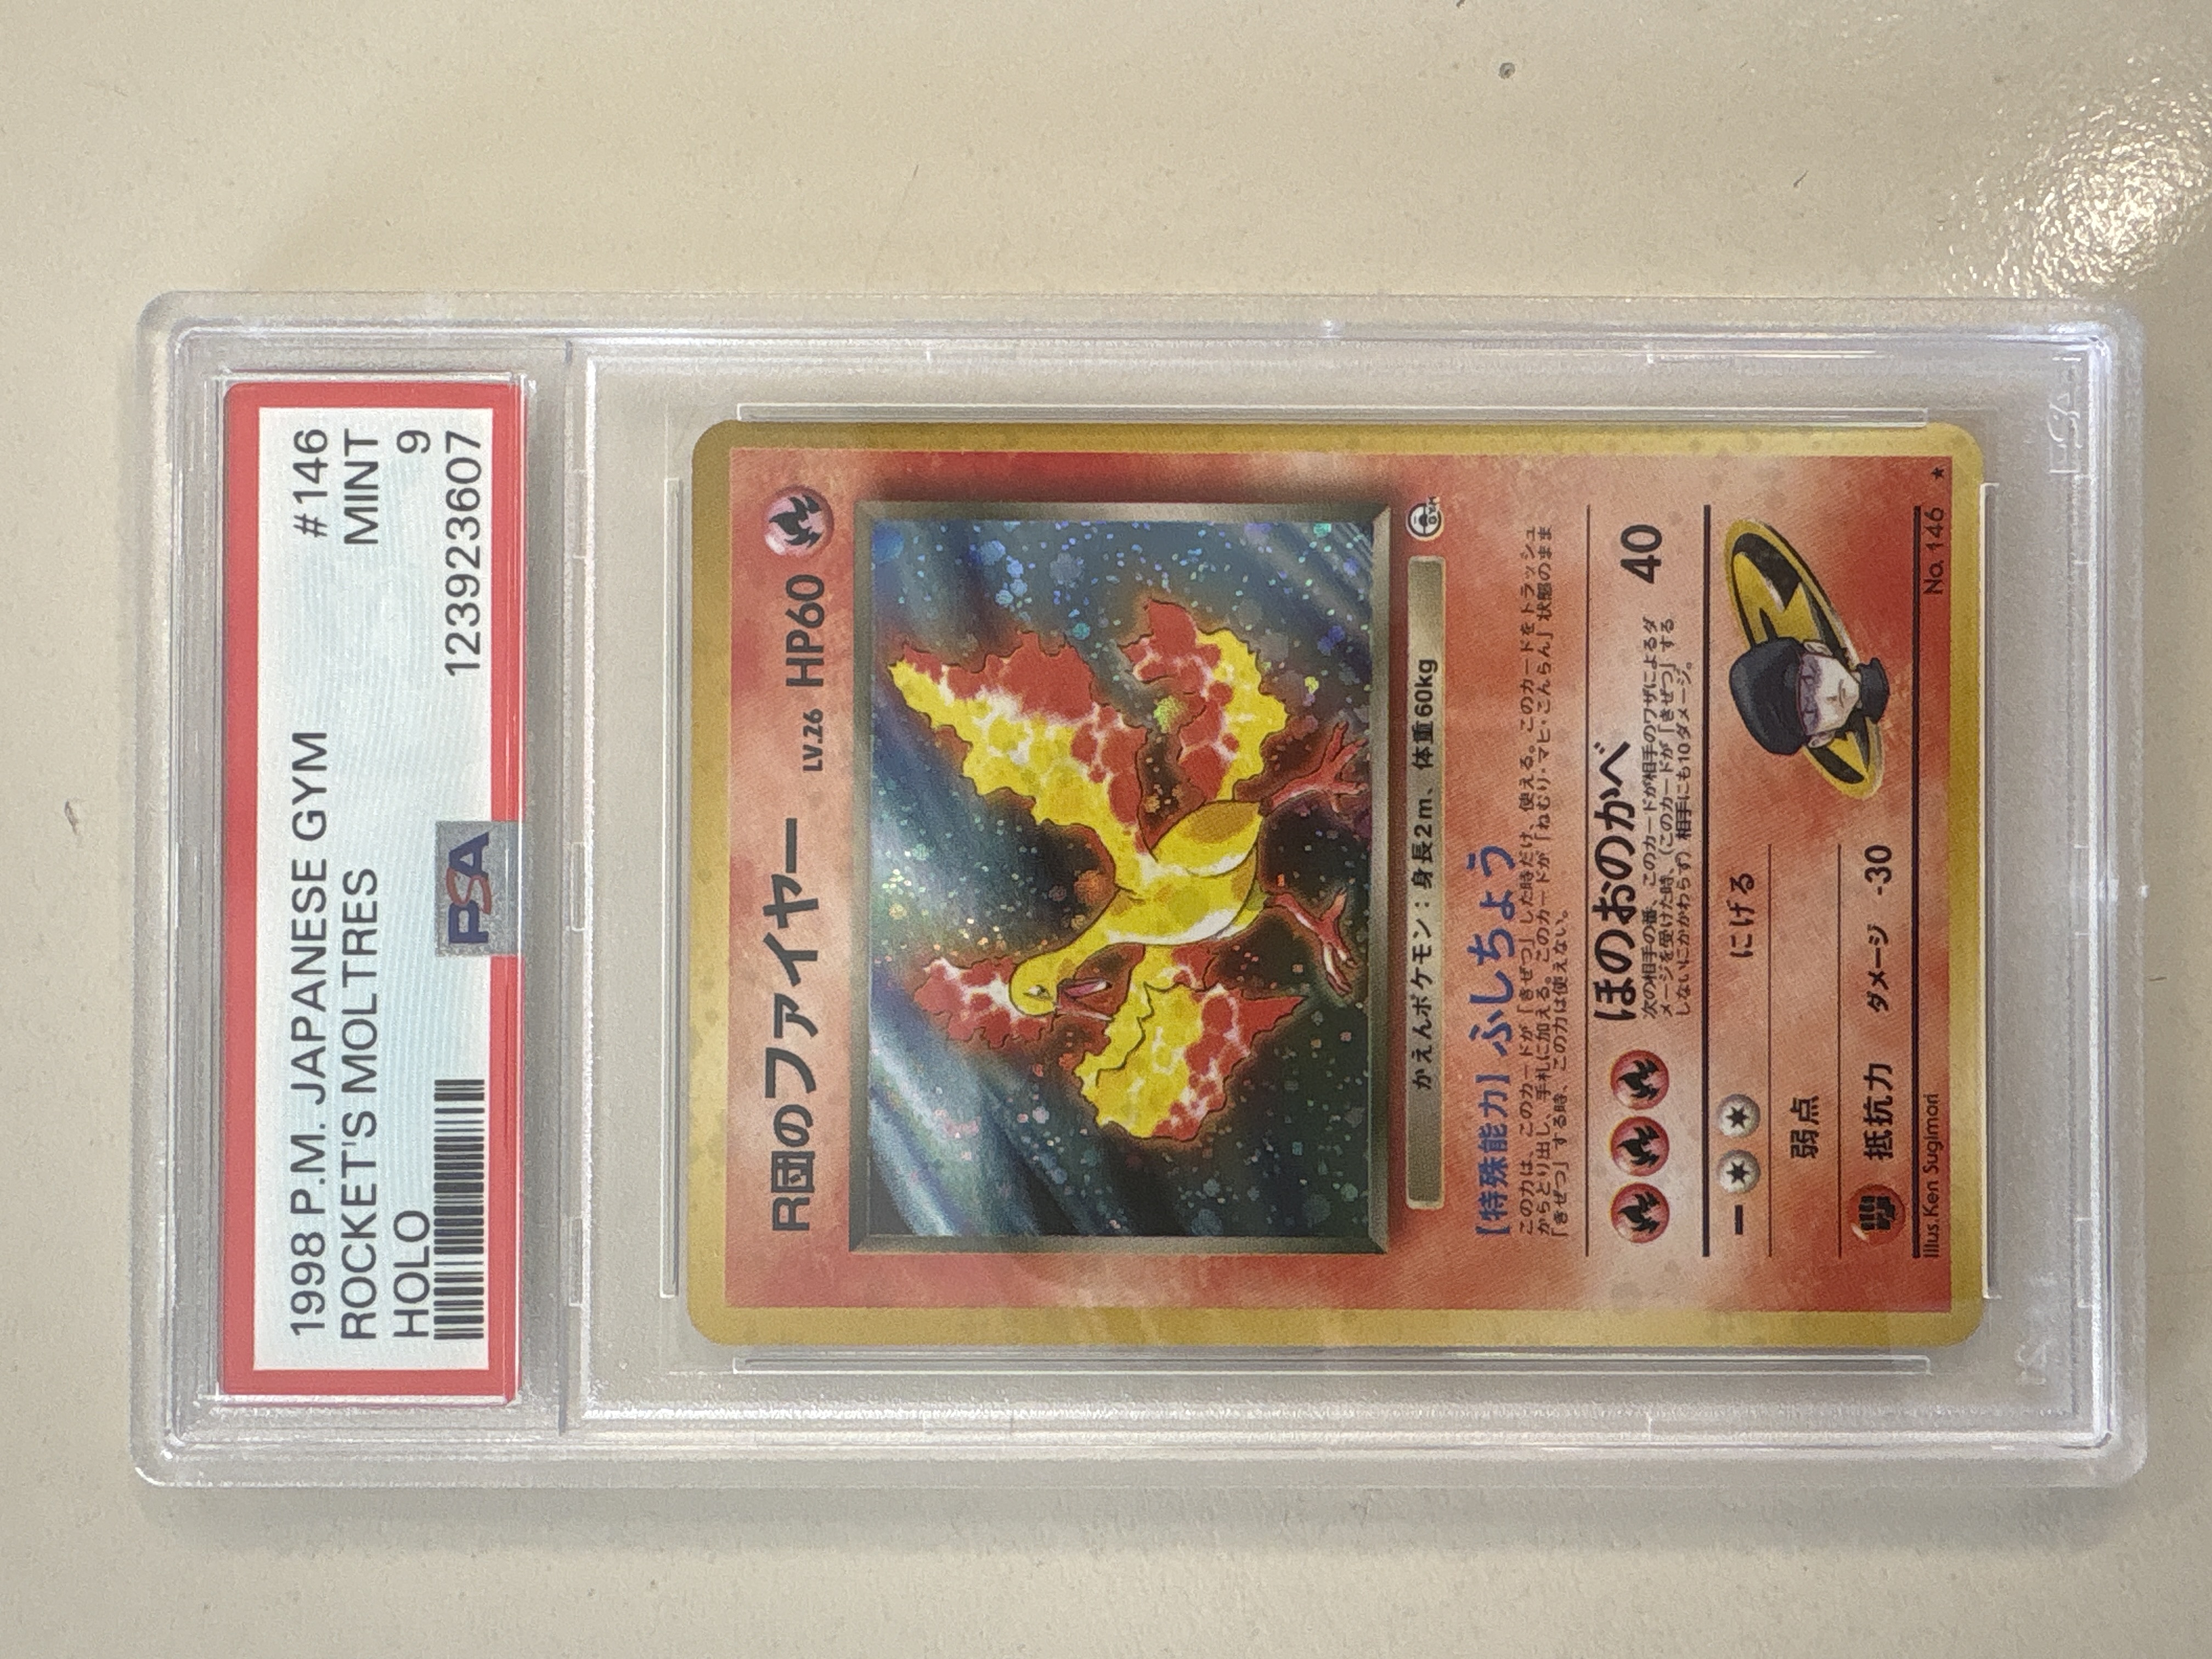 1998 P.M. JAPANESE GYM #146
ROCKET'S MOLTRES MINT
HOLO 9
PSA 123923607
R団のファイヤー LV.26 HP60
かえんポケモン：身長2m、体重60kg
【特殊能力】ふしちょう
この力は、このカードが「きぜつ」した時だけ、使える。このカードをトラッシュ
からとり出し、手札に加える。このカードが「ねむり・マヒ・こんらん」状態のまま
「きぜつ」する時、この力は使えない。
ほのおのかべ 40
次の相手の番、このカードが相手のワザによるダ
メージを受けた時、（このカードが「きぜつ」する
しないにかかわらず）相手にも10ダメージ。
にげる
弱点
抵抗力 ダメージ -30
Illus.Ken Sugimori No.146 ★